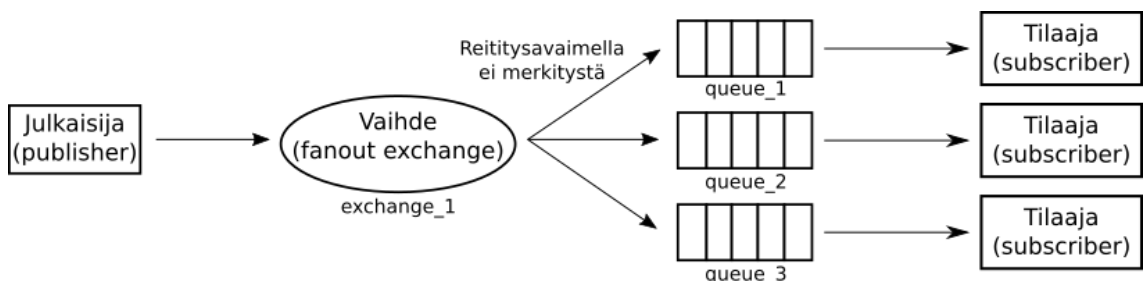 Julkaisija
(publisher)
Vaihde
(fanout exchange)
exchange_1
Reititysavaimella
ei merkitystä
queue_1
queue_2
queue_3
Tilaaja
(subscriber)
Tilaaja
(subscriber)
Tilaaja
(subscriber)